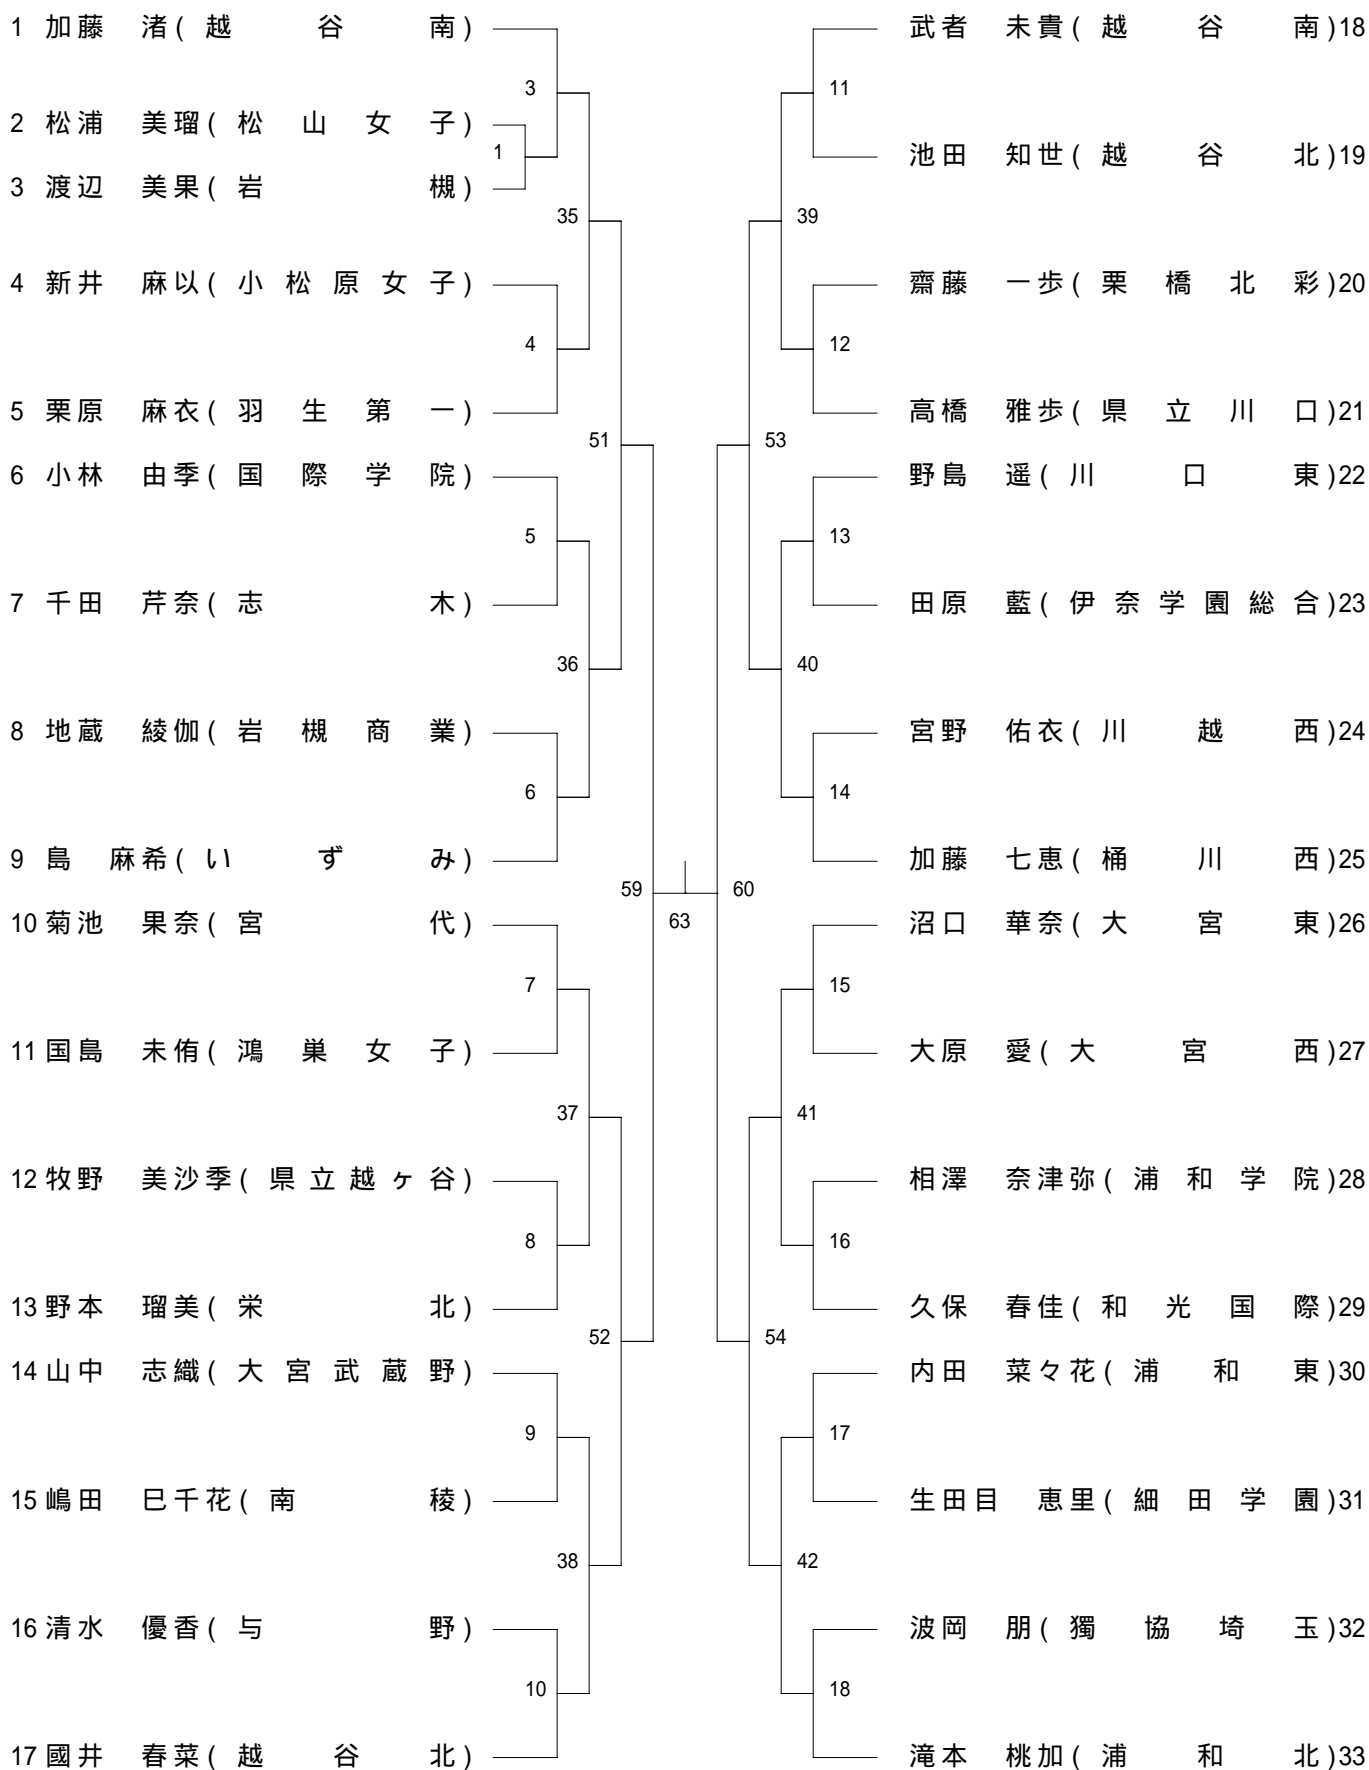 1 加藤 渚( 越 谷 南 )
3
2 松浦 美瑠( 松 山 女 子 )
1
3 渡辺 美果( 岩 槻 )
35
4 新井 麻以( 小 松 原 女 子 )
4
5 栗原 麻衣( 羽 生 第 一 )
51
6 小林 由季( 国 際 学 院 )
5
7 千田 芹奈( 志 木 )
36
8 地蔵 綾伽( 岩 槻 商 業 )
6
9 島 麻希( い ず み )
59
10 菊池 果奈( 宮 代 )
7
11 国島 未侑( 鴻 巣 女 子 )
37
12 牧野 美沙季( 県 立 越 ヶ 谷 )
8
13 野本 瑠美( 栄 北 )
52
14 山中 志織( 大 宮 武 蔵 野 )
9
15 嶋田 巳千花( 南 稜 )
38
16 清水 優香( 与 野 )
10
17 國井 春菜( 越 谷 北 )
63
武者 未貴( 越 谷 南 )18
11
池田 知世( 越 谷 北 )19
39
齋藤 一歩( 栗 橋 北 彩 )20
12
高橋 雅歩( 県 立 川 口 )21
53
野島 遥( 川 口 東 )22
13
田原 藍( 伊 奈 学 園 総 合 )23
40
宮野 佑衣( 川 越 西 )24
14
加藤 七恵( 桶 川 西 )25
60
沼口 華奈( 大 宮 東 )26
15
大原 愛( 大 宮 西 )27
41
相澤 奈津弥( 浦 和 学 院 )28
16
久保 春佳( 和 光 国 際 )29
54
内田 菜々花( 浦 和 東 )30
17
生田目 恵里( 細 田 学 園 )31
42
波岡 朋( 獨 協 埼 玉 )32
18
滝本 桃加( 浦 和 北 )33